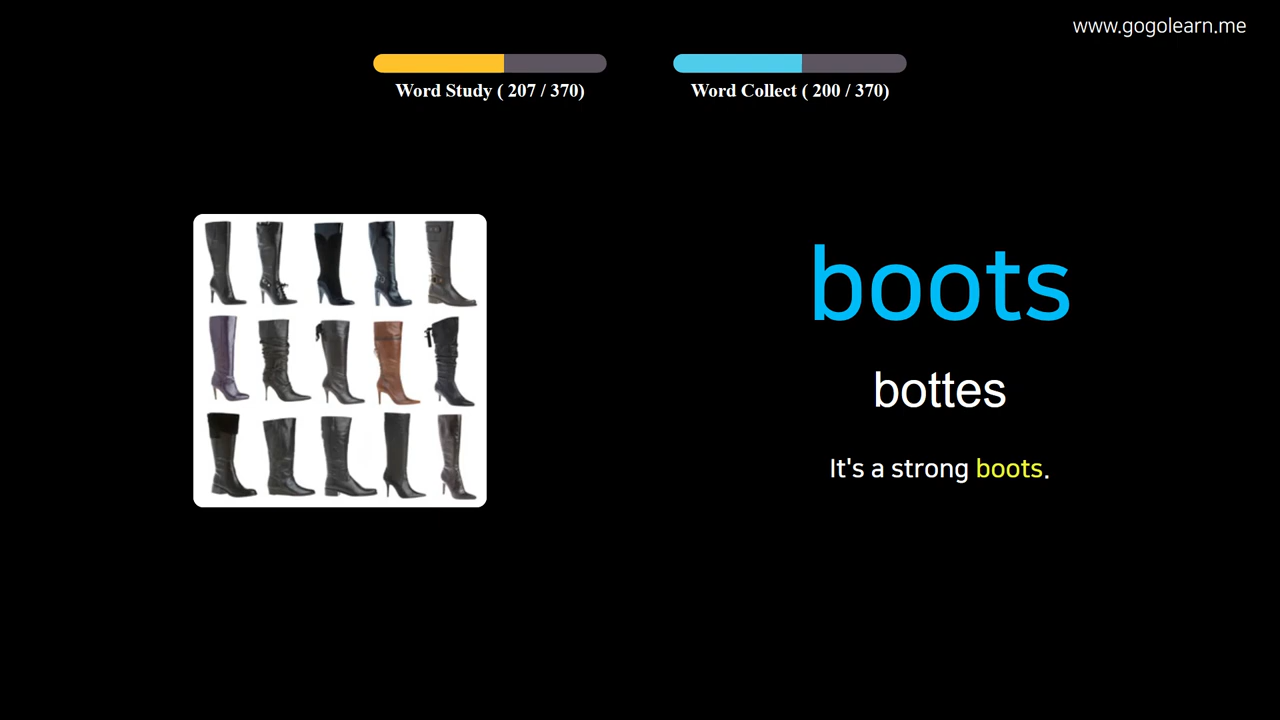 www.gogolearn.me
Word Study ( 207 / 370)
Word Collect ( 200 / 370)
boots
bottes
It's a strong boots.